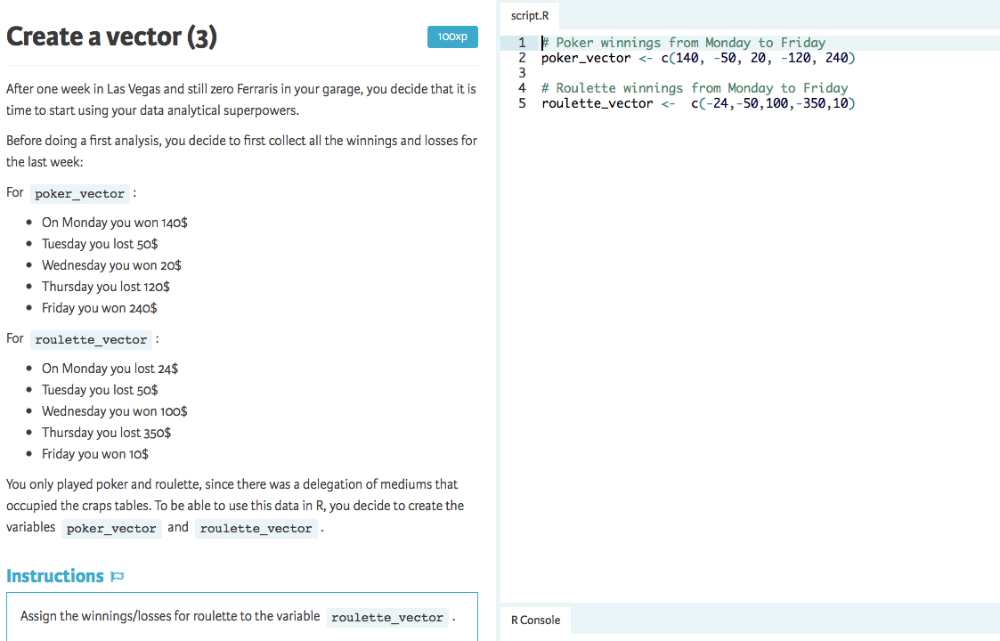 Create a vector (3)
100xp
After one week in Las Vegas and still zero Ferraris in your garage, you decide that it is
time to start using your data analytical superpowers.
Before doing a first analysis, you decide to first collect all the winnings and losses for
the last week:
For poker_vector :
On Monday you won 140$
Tuesday you lost 50$
Wednesday you won 20$
Thursday you lost 120$
Friday you won 240$
For roulette_vector :
On Monday you lost 24$
Tuesday you lost 50$
Wednesday you won 100$
Thursday you lost 350$
Friday you won 10$
You only played poker and roulette, since there was a delegation of mediums that
occupied the craps tables. To be able to use this data in R, you decide to create the
variables poker_vector and roulette_vector .
Instructions
Assign the winnings/losses for roulette to the variable roulette_vector .
script.R
1 # Poker winnings from Monday to Friday
2 poker_vector <- c(140, -50, 20, -120, 240)
3
4 # Roulette winnings from Monday to Friday
5 roulette_vector <-  c(-24,-50,100,-350,10)
R Console